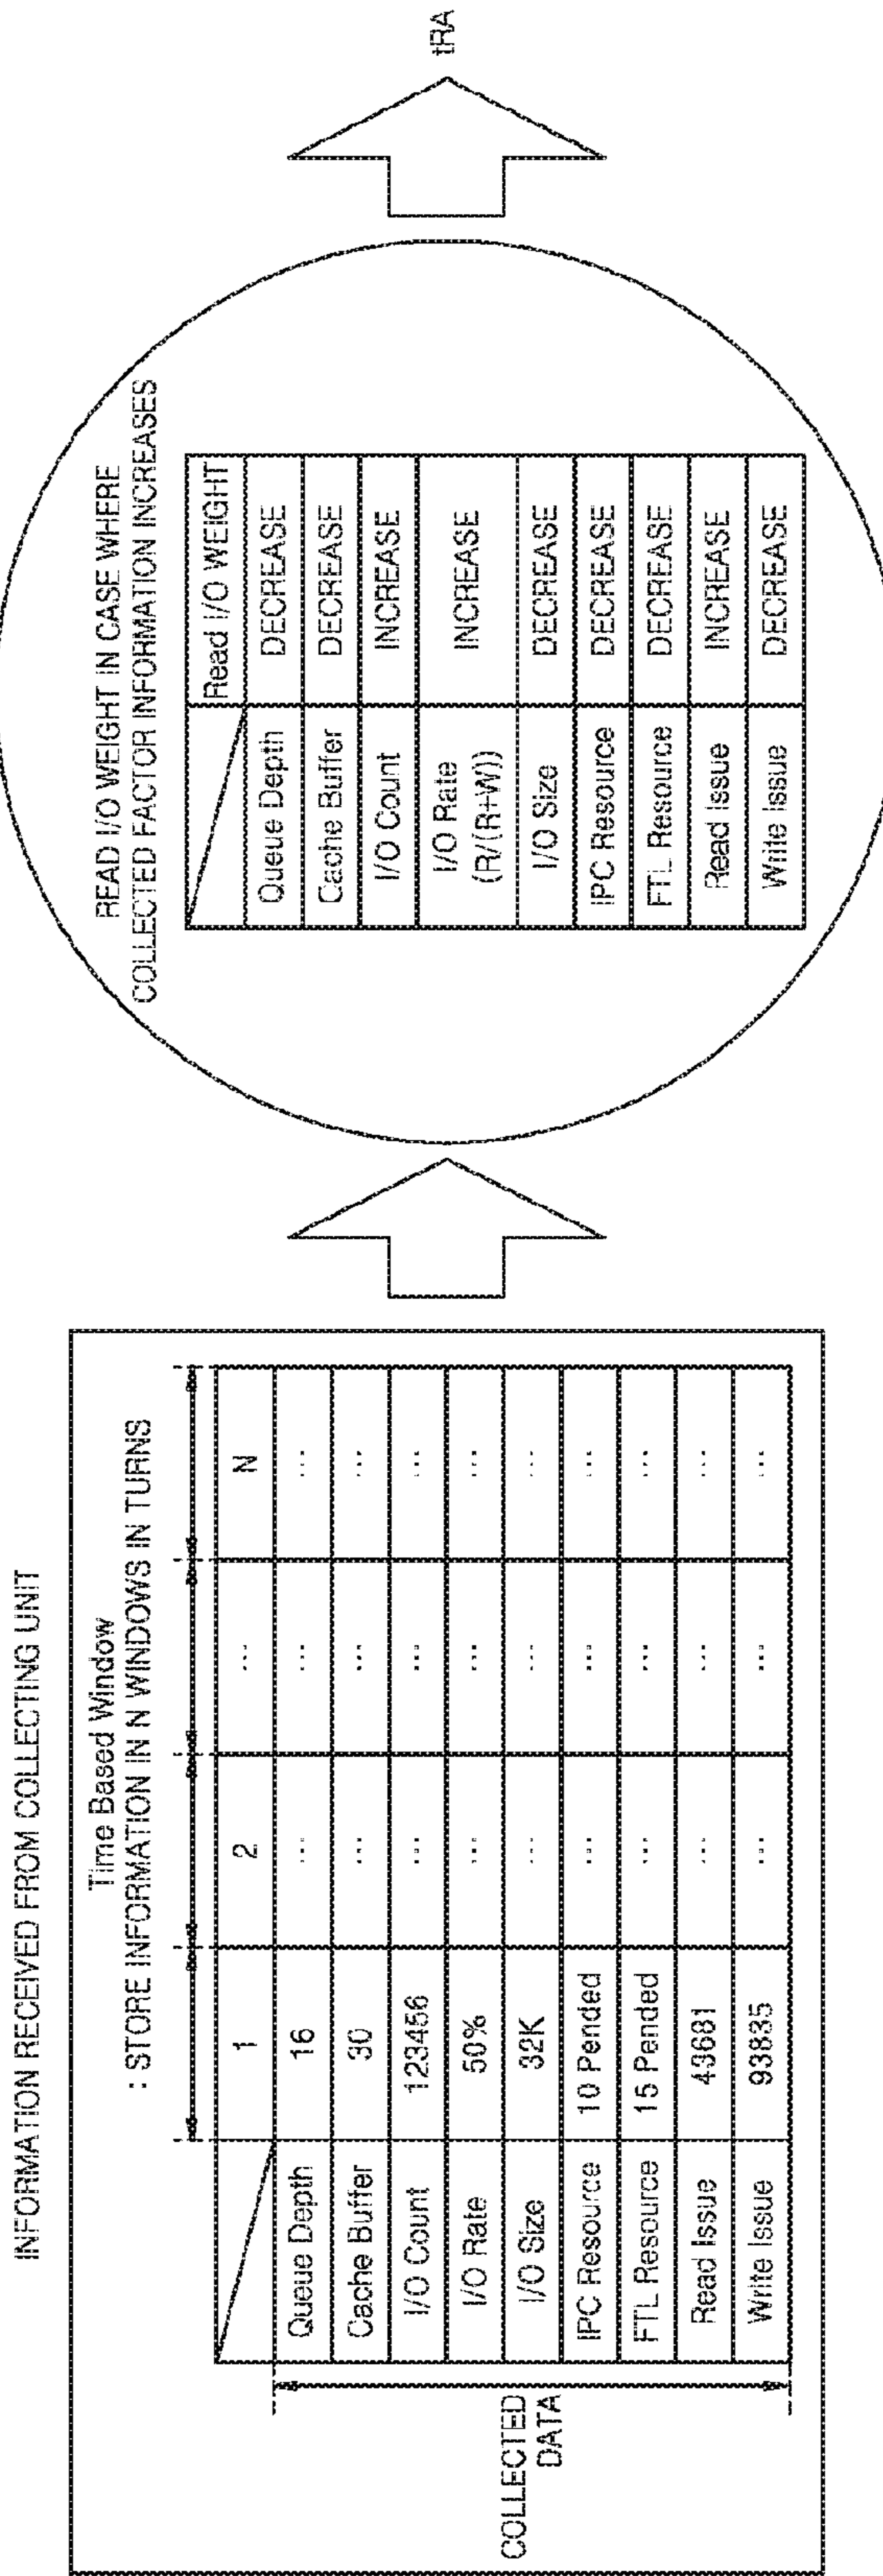 INFORMATION RECEIVED FROM COLLECTING UNIT
Time Based Window
: STORE INFORMATION IN N WINDOWS IN TURNS
1 2 ... N
Queue Depth 16 ... ... ...
Cache Buffer 30 ... ... ...
I/O Count 123456 ... ... ...
I/O Rate 50% ... ... ...
I/O Size 32K ... ... ...
IPC Resource 10 Pended ... ... ...
FTL Resource 15 Pended ... ... ...
Read Issue 43681 ... ... ...
Write Issue 93835 ... ... ...
COLLECTED
DATA
READ I/O WEIGHT IN CASE WHERE
COLLECTED FACTOR INFORMATION INCREASES
Read I/O WEIGHT
Queue Depth DECREASE
Cache Buffer DECREASE
I/O Count INCREASE
I/O Rate
(R/(R+W)) INCREASE
I/O Size DECREASE
IPC Resource DECREASE
FTL Resource DECREASE
Read Issue INCREASE
Write Issue DECREASE
tRA